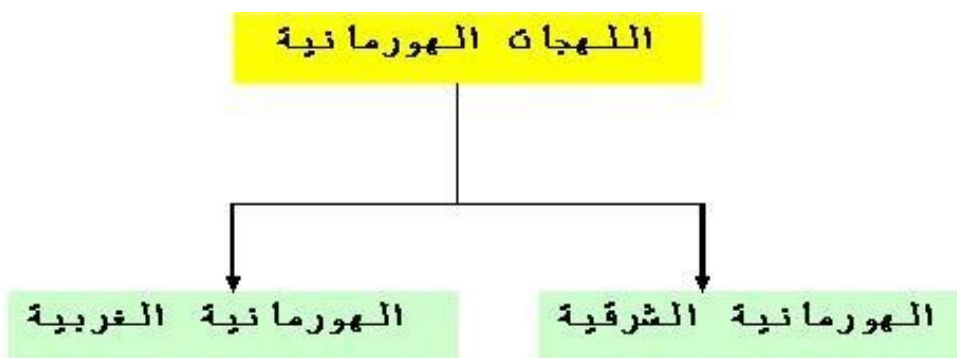 اللهجات الهورمانية
الهورمانية الشرقية
الهورمانية الغربية